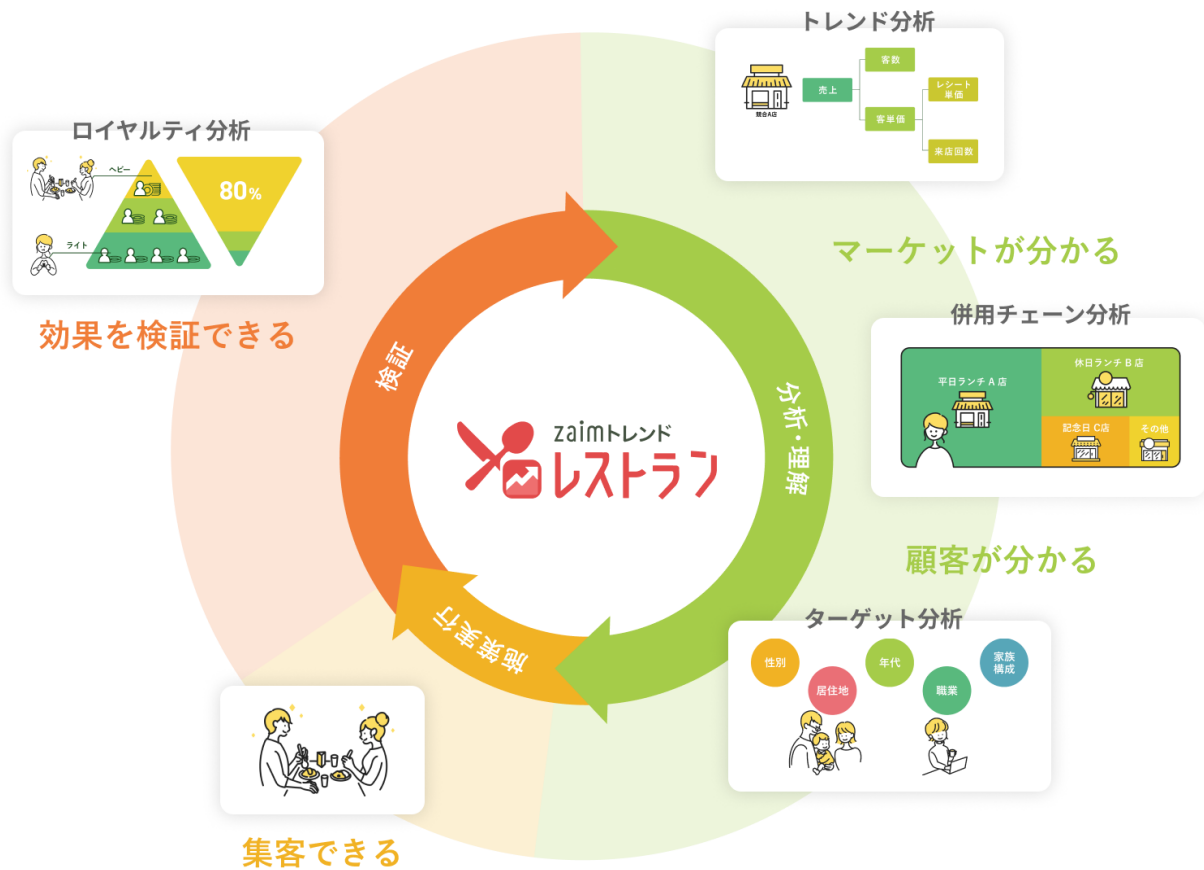 トレンド分析
客数
売上
レシート
単価
競合A店
客単価
来店回数
マーケットが分かる
ロイヤルティ分析
ヘビー
80%
ライト
効果を検証できる
併用チェーン分析
平日ランチ A 店
休日ランチ B 店
記念日 C店
その他
検証
分析・理解
施策実行
zaimトレンド
レストラン
顧客が分かる
ターゲット分析
性別
居住地
年代
職業
家族
構成
集客できる